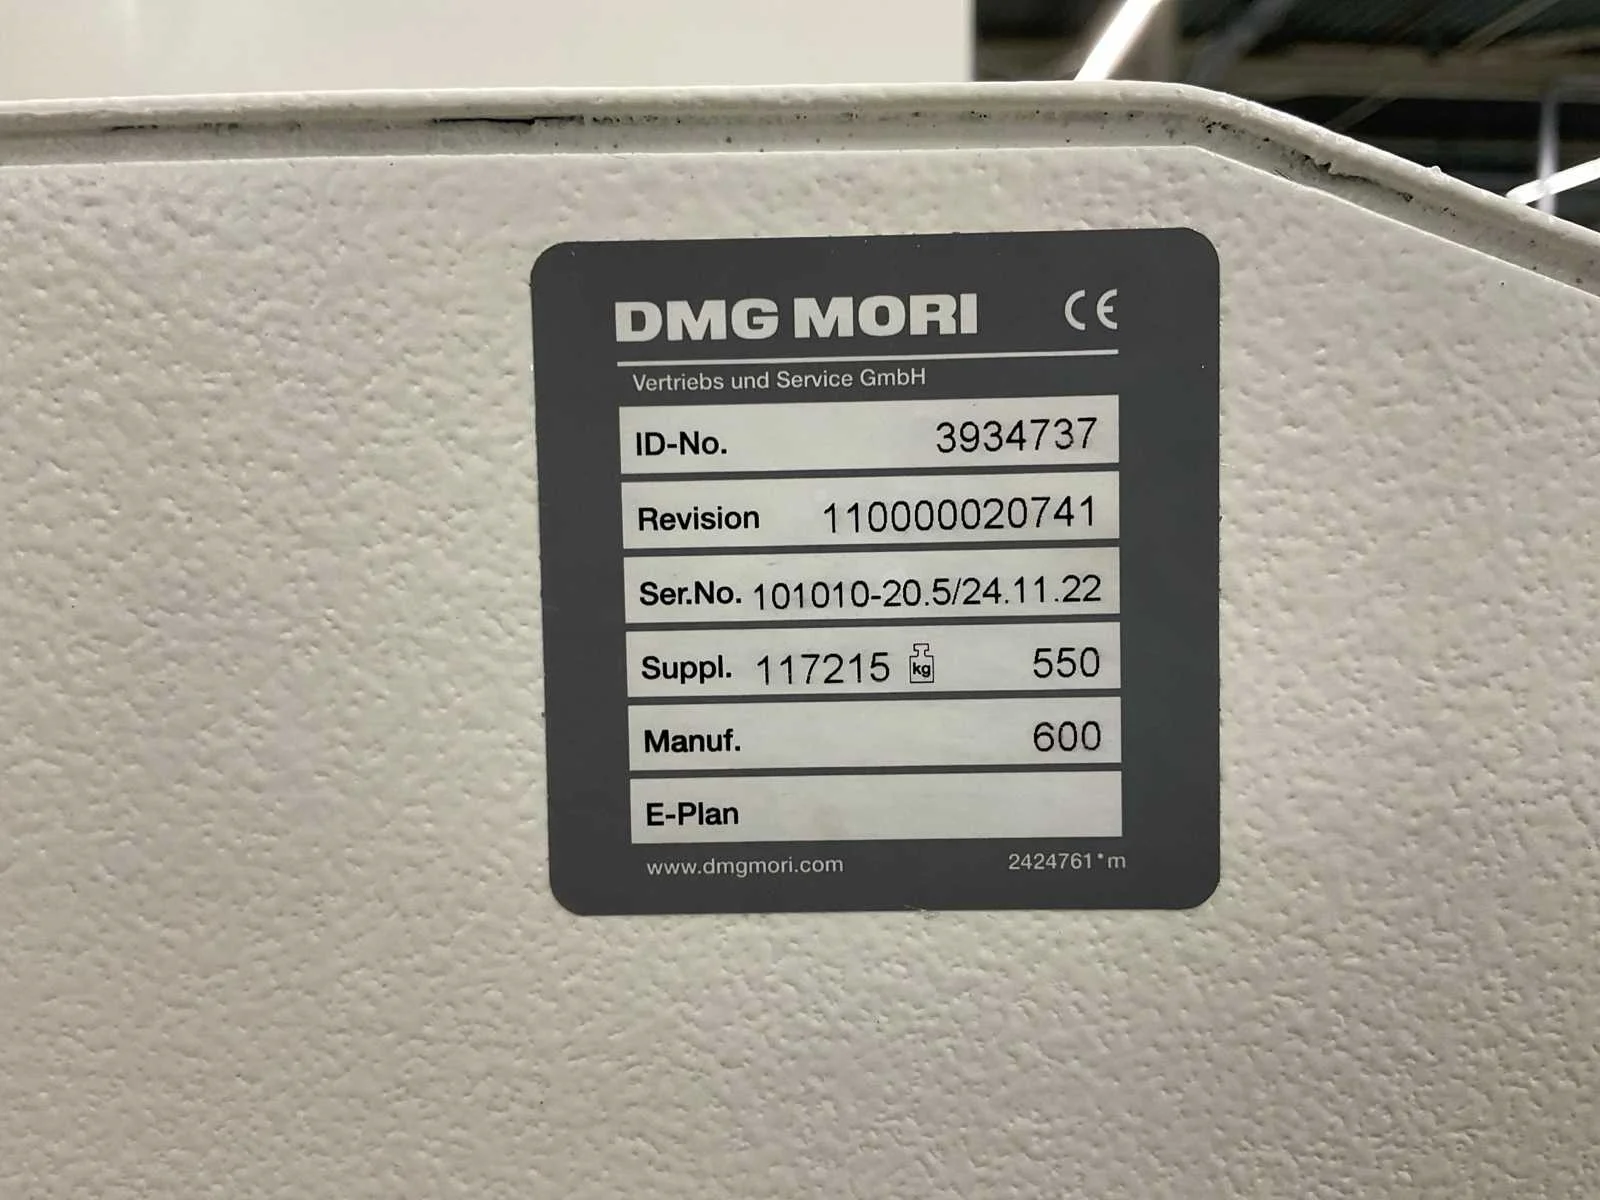 DMG MORI CE
Vertriebs und Service GmbH
ID-No. 3934737
Revision 110000020741
Ser.No. 101010-20.5/24.11.22
Suppl. 117215 kg 550
Manuf. 600
E-Plan
www.dmgmori.com 2424761*m